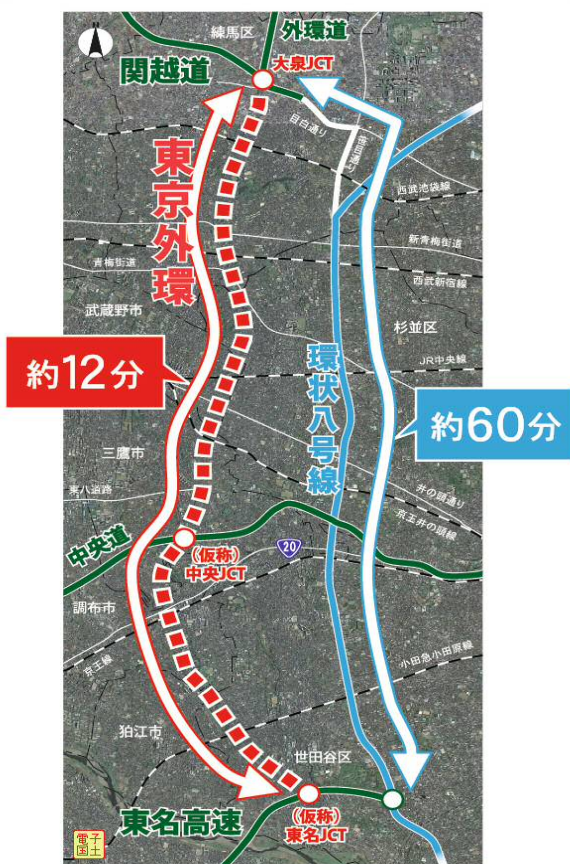 練馬区
外環道
関越道
大泉JCT
目白通り
笹目通り
東京外環
西武池袋線
新青梅街道
青梅街道
西武新宿線
武蔵野市
杉並区
環状八号線
JR中央線
約12分
約60分
三鷹市
東八道路
井の頭通り
京王井の頭線
中央道
(仮称)
中央JCT
20
調布市
京王線
小田急小田原線
狛江市
世田谷区
東名高速
(仮称)
東名JCT
電子
国土